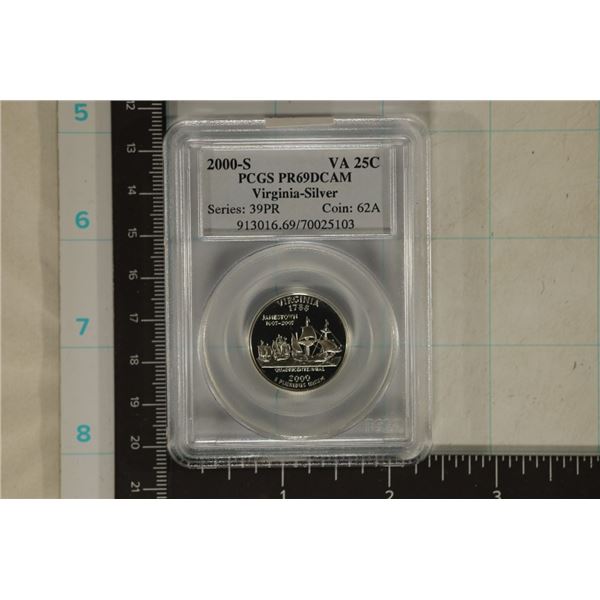 2000-S VA 25C
PCGS PR69DCAM
Virginia-Silver
Series: 39PR Coin: 62A
913016.69/70025103
VIRGINIA
1788
JAMESTOWN
1607-2007
QUADRICENTENNIAL
2000
E PLURIBUS UNUM
5
6
7
8
12
13
14
15
16
17
18
19
20
21
1
2
3